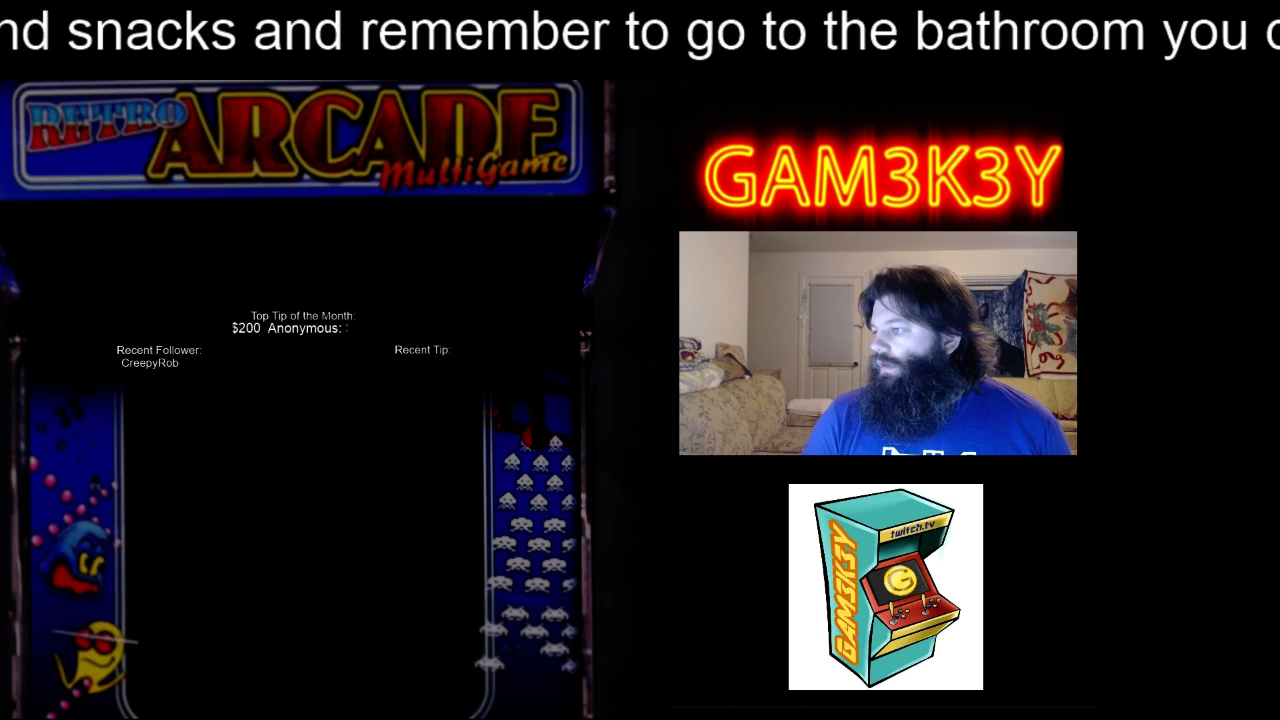 snacks and remember to go to the bathroom you
RETRO ARCADE
MultiGame
GAM3K3Y
Top Tip of the Month:
$200 Anonymous:
Recent Follower:
Recent Tip:
CreepyRob
twitch.tv
G
GAM3K3Y